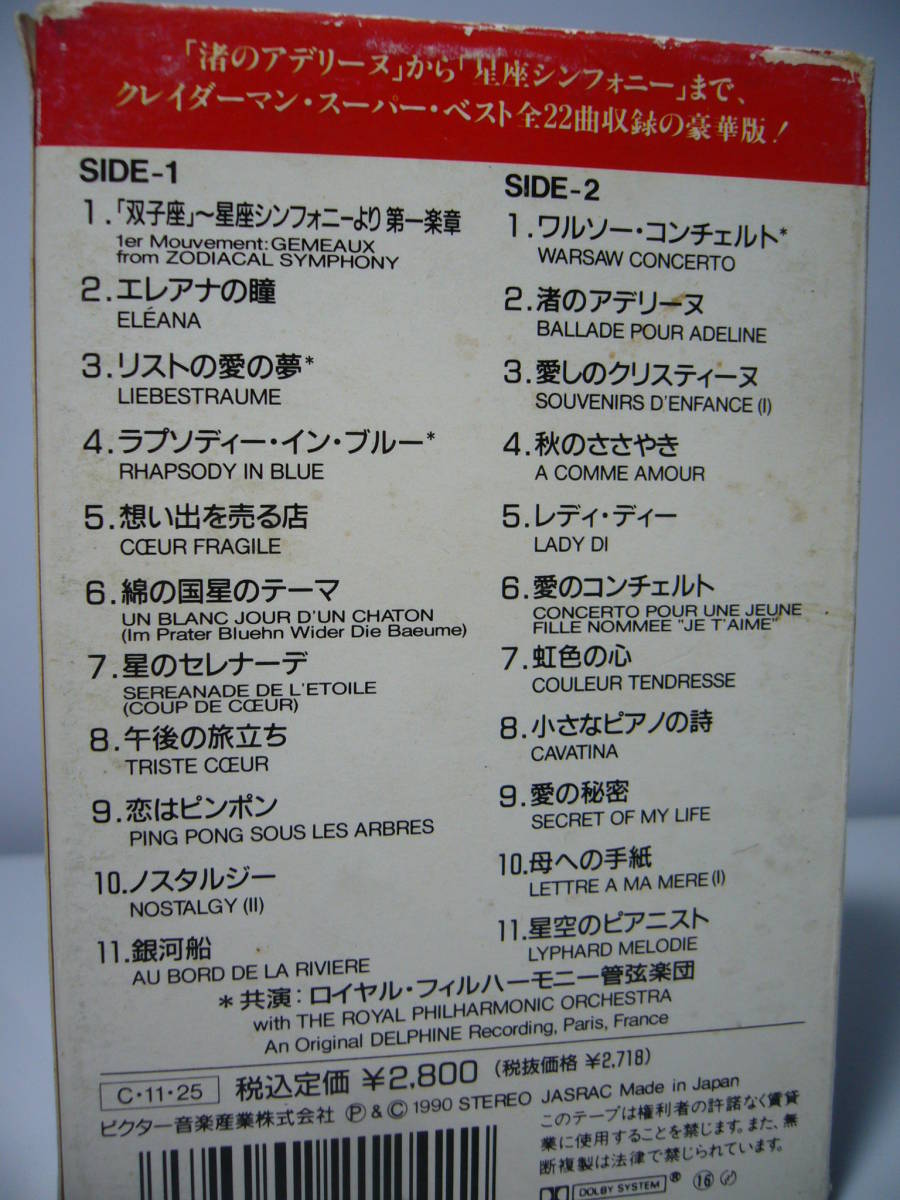 「渚のアデリーヌ」から「星座シンフォニー」まで、
クレイダーマン・スーパー・ベスト全22曲収録の豪華版!
SIDE-1
1.「双子座」〜星座シンフォニーより 第一楽章
1er Mouvement: GEMEAUX
from ZODIACAL SYMPHONY
2.エレアナの瞳
ELÉANA
3.リストの愛の夢*
LIEBESTRAUME
4.ラプソディー・イン・ブルー*
RHAPSODY IN BLUE
5.想い出を売る店
CŒUR FRAGILE
6.綿の国星のテーマ
UN BLANC JOUR D'UN CHATON
(Im Prater Bluehn Wider Die Baeume)
7.星のセレナーデ
SEREANADE DE L'ETOILE
(COUP DE CŒUR)
8.午後の旅立ち
TRISTE CŒUR
9.恋はピンポン
PING PONG SOUS LES ARBRES
10.ノスタルジー
NOSTALGY (II)
11.銀河船
AU BORD DE LA RIVIERE
SIDE-2
1.ワルソー・コンチェルト*
WARSAW CONCERTO
2.渚のアデリーヌ
BALLADE POUR ADELINE
3.愛しのクリスティーヌ
SOUVENIRS D'ENFANCE (I)
4.秋のささやき
A COMME AMOUR
5.レディ・ディー
LADY DI
6.愛のコンチェルト
CONCERTO POUR UNE JEUNE
FILLE NOMMEE "JE T'AIME"
7.虹色の心
COULEUR TENDRESSE
8.小さなピアノの詩
CAVATINA
9.愛の秘密
SECRET OF MY LIFE
10.母への手紙
LETTRE A MA MERE (I)
11.星空のピアニスト
LYPHARD MELODIE
*共演:ロイヤル・フィルハーモニー管弦楽団
with THE ROYAL PHILHARMONIC ORCHESTRA
An Original DELPHINE Recording, Paris, France
C・11・25 税込定価 ¥2,800 (税抜価格 ¥2,718)
ビクター音楽産業株式会社 Ⓟ & Ⓒ 1990 STEREO JASRAC Made in Japan
このテープは権利者の許諾なく賃貸
業に使用することを禁じます。また、無
断複製は法律で禁じられています。
DOLBY SYSTEM ® 16